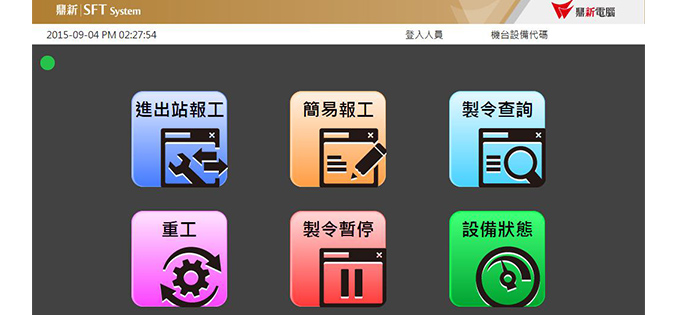 鼎新 SFT System
鼎新電腦
2015-09-04 PM 02:27:54 登入人員 機台設備代碼
進出站報工 簡易報工 製令查詢
重工 製令暫停 設備狀態